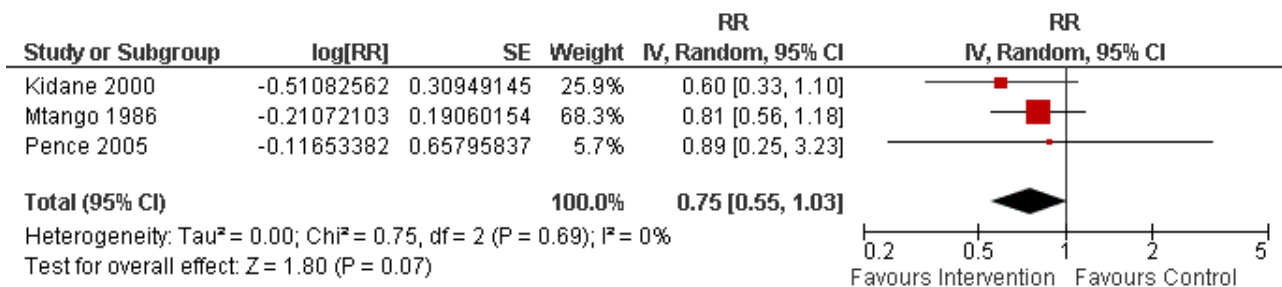 RR RR
Study or Subgroup log[RR] SE Weight IV, Random, 95% CI IV, Random, 95% CI
Kidane 2000 -0.51082562 0.30949145 25.9% 0.60 [0.33, 1.10]
Mtango 1986 -0.21072103 0.19060154 68.3% 0.81 [0.56, 1.18]
Pence 2005 -0.11653382 0.65795837 5.7% 0.89 [0.25, 3.23]
Total (95% CI) 100.0% 0.75 [0.55, 1.03]
Heterogeneity: Tau² = 0.00; Chi² = 0.75, df = 2 (P = 0.69); I² = 0%
Test for overall effect: Z = 1.80 (P = 0.07)
0.2 0.5 1 2 5
Favours Intervention Favours Control